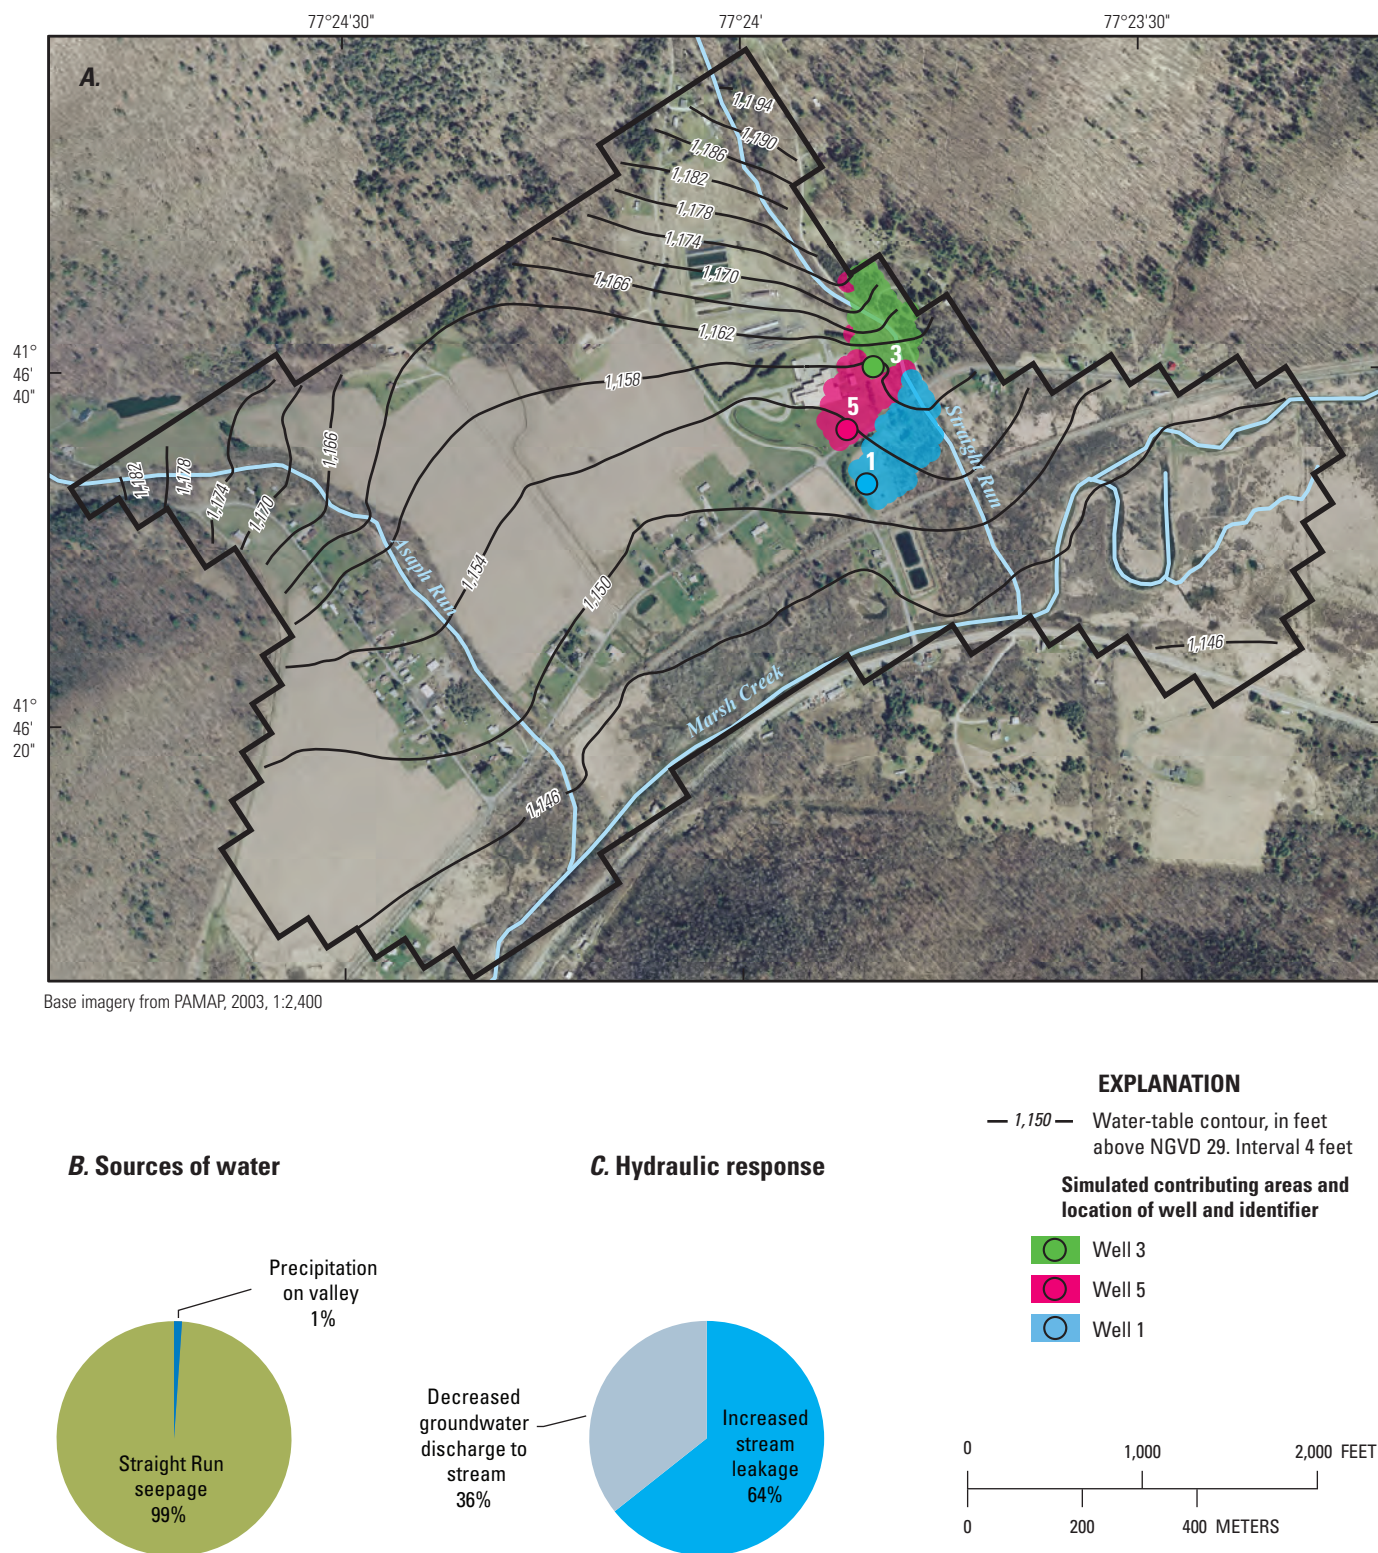 77°24'30"
77°24'
77°23'30"
A.
1,1 94
1,190
1,186
1,182
1,178
1,174
1,170
1,166
1,162
1,158
41°
46'
40"
3
5
1
Straight Run
1,166
1,182
1,178
1,174
1,170
Asaph Run
1,154
1,150
1,146
Marsh Creek
41°
46'
20"
1,146
Base imagery from PAMAP, 2003, 1:2,400
EXPLANATION
1,150
Water-table contour, in feet
above NGVD 29. Interval 4 feet
Simulated contributing areas and
location of well and identifier
Well 3
Well 5
Well 1
B. Sources of water
Precipitation
on valley
1%
Straight Run
seepage
99%
C. Hydraulic response
Decreased
groundwater
discharge to
stream
36%
Increased
stream
leakage
64%
0
1,000
2,000 FEET
0
200
400 METERS